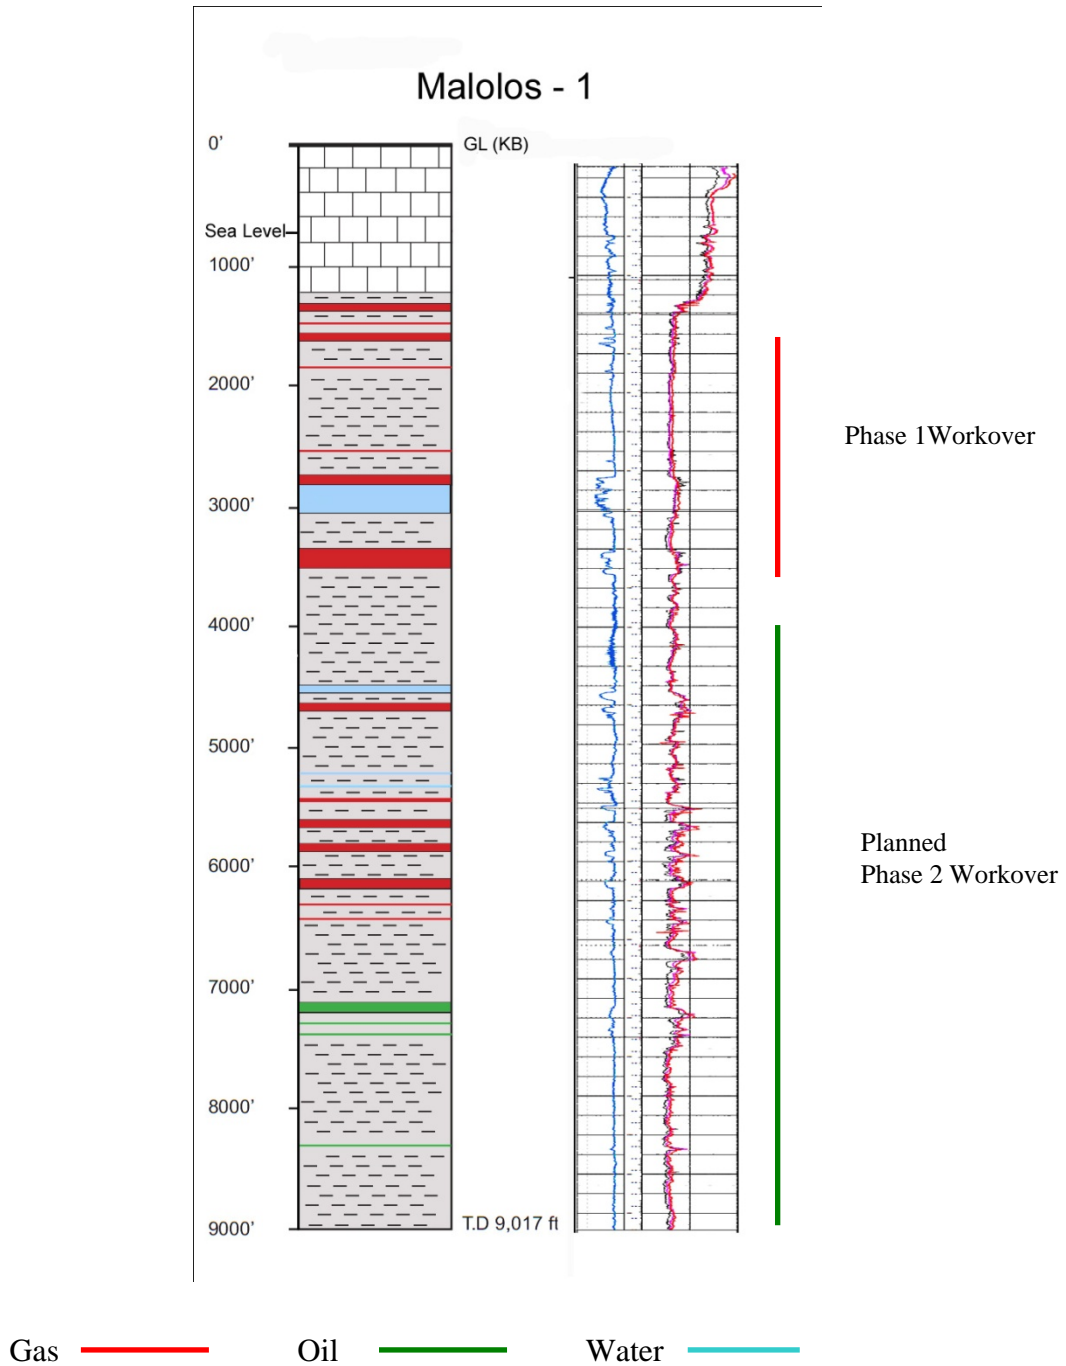 Malolos - 1
0'
GL (KB)
Sea Level
1000'
2000'
Phase 1Workover
3000'
4000'
5000'
Planned
Phase 2 Workover
6000'
7000'
8000'
9000'
T.D 9,017 ft
Gas
Oil
Water